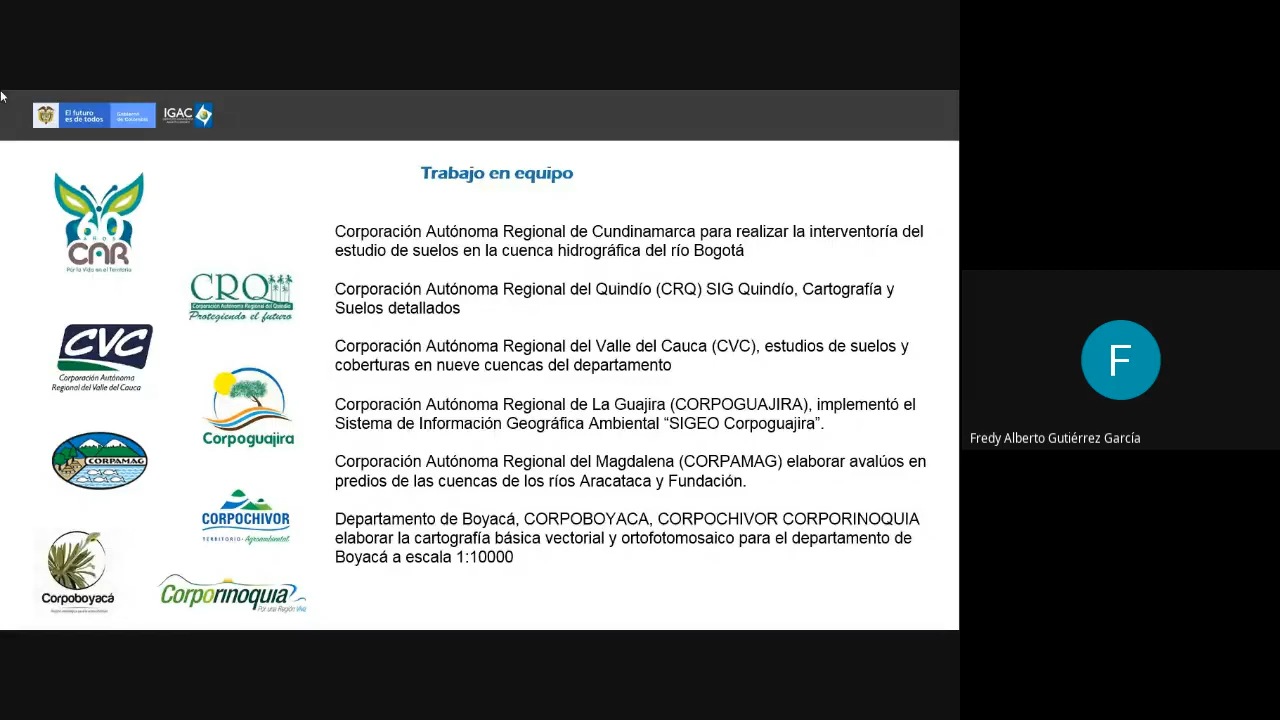 El futuro
es de todos
Gobierno
de Colombia
IGAC
Trabajo en equipo
60
AÑOS
CAR
Por la Vida en el Territorio
CRQ
Corporación Autónoma Regional del Quindío
Protegiendo el futuro
CVC
Corporación Autónoma
Regional del Valle del Cauca
Corpoguajira
CORPAMAG
CORPOCHIVOR
TERRITORIO - Agroambiental
Corpoboyacá
Corporinoquia
Por una Región Viva
Corporación Autónoma Regional de Cundinamarca para realizar la interventoría del
estudio de suelos en la cuenca hidrográfica del río Bogotá
Corporación Autónoma Regional del Quindío (CRQ) SIG Quindío, Cartografía y
Suelos detallados
Corporación Autónoma Regional del Valle del Cauca (CVC), estudios de suelos y
coberturas en nueve cuencas del departamento
Corporación Autónoma Regional de La Guajira (CORPOGUAJIRA), implementó el
Sistema de Información Geográfica Ambiental “SIGEO Corpoguajira”.
Corporación Autónoma Regional del Magdalena (CORPAMAG) elaborar avalúos en
predios de las cuencas de los ríos Aracataca y Fundación.
Departamento de Boyacá, CORPOBOYACA, CORPOCHIVOR CORPORINOQUIA
elaborar la cartografía básica vectorial y ortofotomosaico para el departamento de
Boyacá a escala 1:10000
F
Fredy Alberto Gutiérrez García